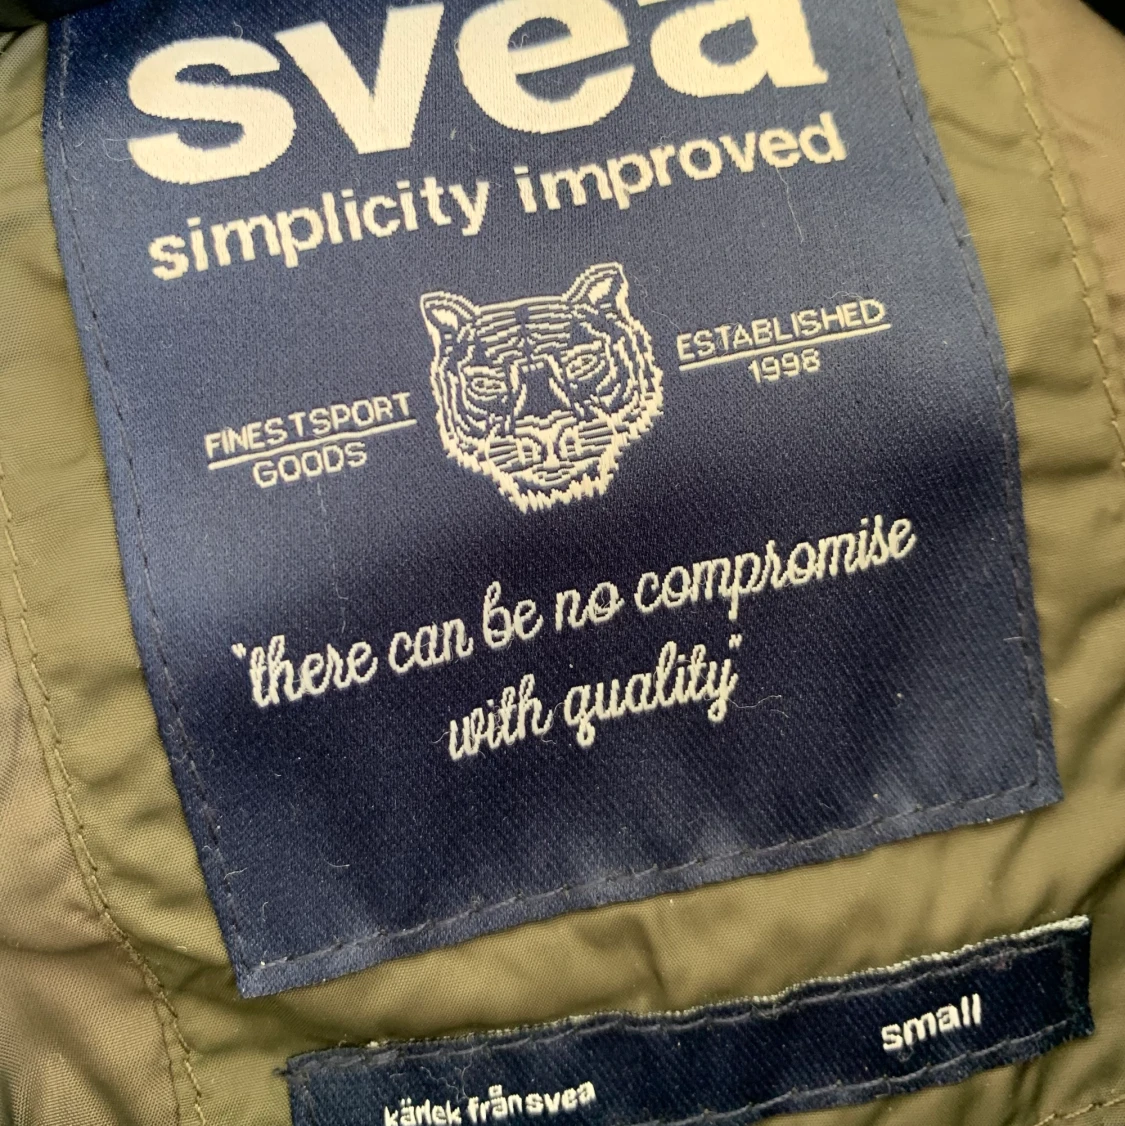 svea
simplicity improved
FINESTSPORT
GOODS
ESTABLISHED
1998
"there can be no compromise
with quality"
small
kärlek från svea